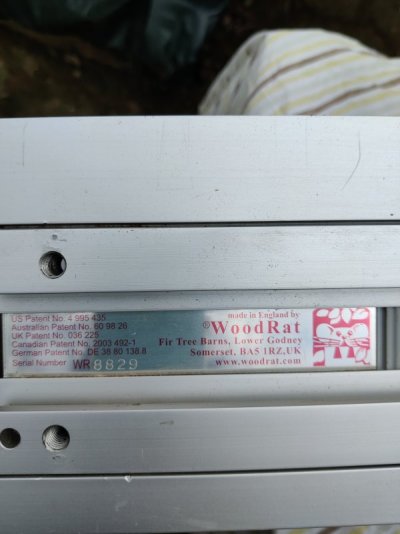 US Patent No. 4 995 435
Australian Patent No. 60 98 26
UK Patent No. 036 225
Canadian Patent No. 2003 492-1
German Patent No. DE 36 80 138.8
Serial Number WR 8829
made in England by
®WoodRat
Fir Tree Barns, Lower Godney
Somerset, BA5 1RZ,UK
www.woodrat.com